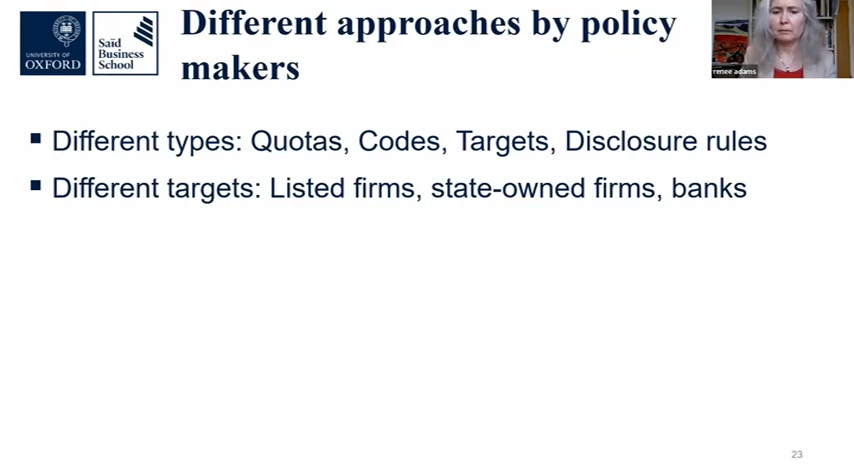 Different approaches by policy
makers
UNIVERSITY OF
OXFORD
Saïd
Business
School
renee adams
▪ Different types: Quotas, Codes, Targets, Disclosure rules
▪ Different targets: Listed firms, state-owned firms, banks
23